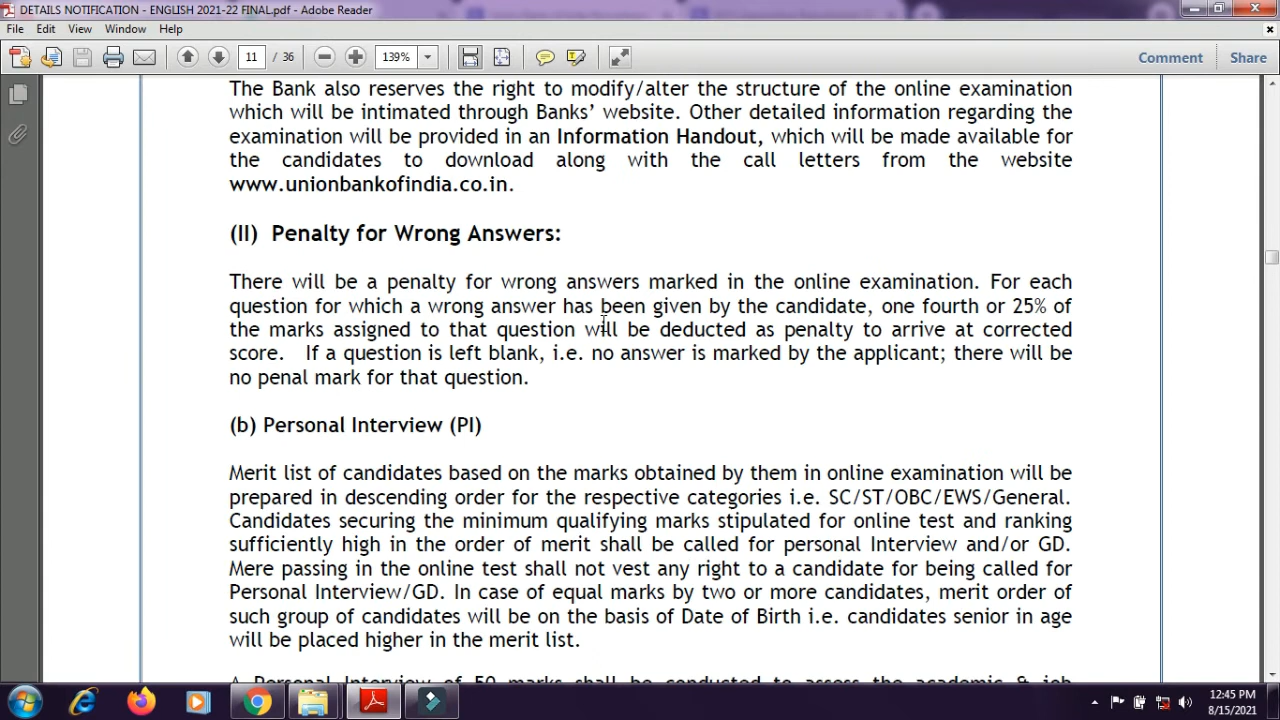 DETAILS NOTIFICATION - ENGLISH 2021-22 FINAL.pdf - Adobe Reader
File Edit View Window Help
11 / 36 139% Comment Share
The Bank also reserves the right to modify/alter the structure of the online examination
which will be intimated through Banks’ website. Other detailed information regarding the
examination will be provided in an Information Handout, which will be made available for
the candidates to download along with the call letters from the website
www.unionbankofindia.co.in.
(II) Penalty for Wrong Answers:
There will be a penalty for wrong answers marked in the online examination. For each
question for which a wrong answer has been given by the candidate, one fourth or 25% of
the marks assigned to that question will be deducted as penalty to arrive at corrected
score. If a question is left blank, i.e. no answer is marked by the applicant; there will be
no penal mark for that question.
(b) Personal Interview (PI)
Merit list of candidates based on the marks obtained by them in online examination will be
prepared in descending order for the respective categories i.e. SC/ST/OBC/EWS/General.
Candidates securing the minimum qualifying marks stipulated for online test and ranking
sufficiently high in the order of merit shall be called for personal Interview and/or GD.
Mere passing in the online test shall not vest any right to a candidate for being called for
Personal Interview/GD. In case of equal marks by two or more candidates, merit order of
such group of candidates will be on the basis of Date of Birth i.e. candidates senior in age
will be placed higher in the merit list.
A Personal Interview of 50 marks shall be conducted to assess the academic & job
12:45 PM
8/15/2021